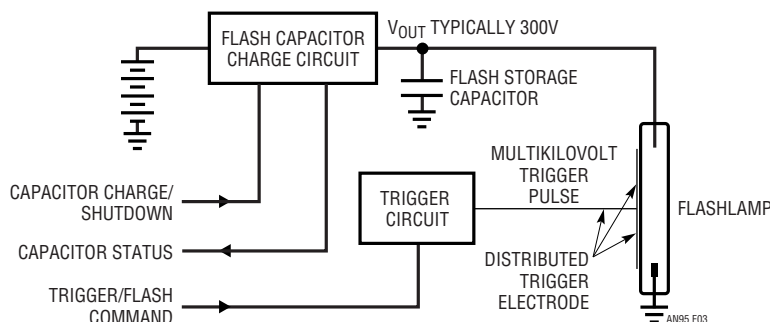 FLASH CAPACITOR
CHARGE CIRCUIT
VOUT TYPICALLY 300V
FLASH STORAGE
CAPACITOR
MULTIKILOVOLT
TRIGGER
PULSE
CAPACITOR CHARGE/
SHUTDOWN
TRIGGER
CIRCUIT
FLASHLAMP
CAPACITOR STATUS
DISTRIBUTED
TRIGGER
ELECTRODE
TRIGGER/FLASH
COMMAND
AN95 F03